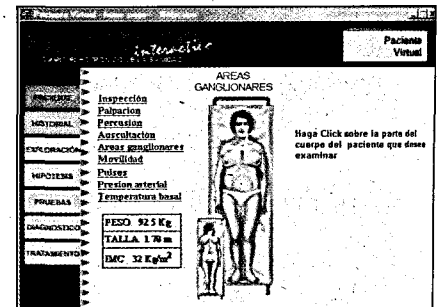 interactiv
Paciente
Virtual
AREAS
GANGLIONARES
HISTORIAL
EXPLORACIÓN
HIPOTESIS
PRUEBAS
DIAGNOSTICO
TRATAMIENTO
Inspección
Palpacion
Percusion
Auscultación
Areas ganglionares
Movilidad
Pulsos
Presion arterial
Temperatura basal
PESO 92.5 Kg
TALLA 1.70 m
IMC 32 Kg/m²
Haga Click sobre la parte del
cuerpo del paciente que desee
examinar